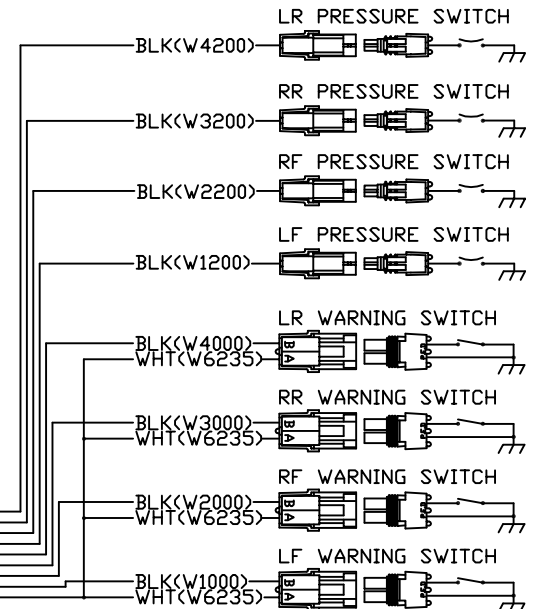 LR PRESSURE SWITCH
BLK(W4200)
RR PRESSURE SWITCH
BLK(W3200)
RF PRESSURE SWITCH
BLK(W2200)
LF PRESSURE SWITCH
BLK(W1200)
LR WARNING SWITCH
BLK(W4000) B
WHT(W6235) A
RR WARNING SWITCH
BLK(W3000) B
WHT(W6235) A
RF WARNING SWITCH
BLK(W2000) B
WHT(W6235) A
LF WARNING SWITCH
BLK(W1000) B
WHT(W6235) A